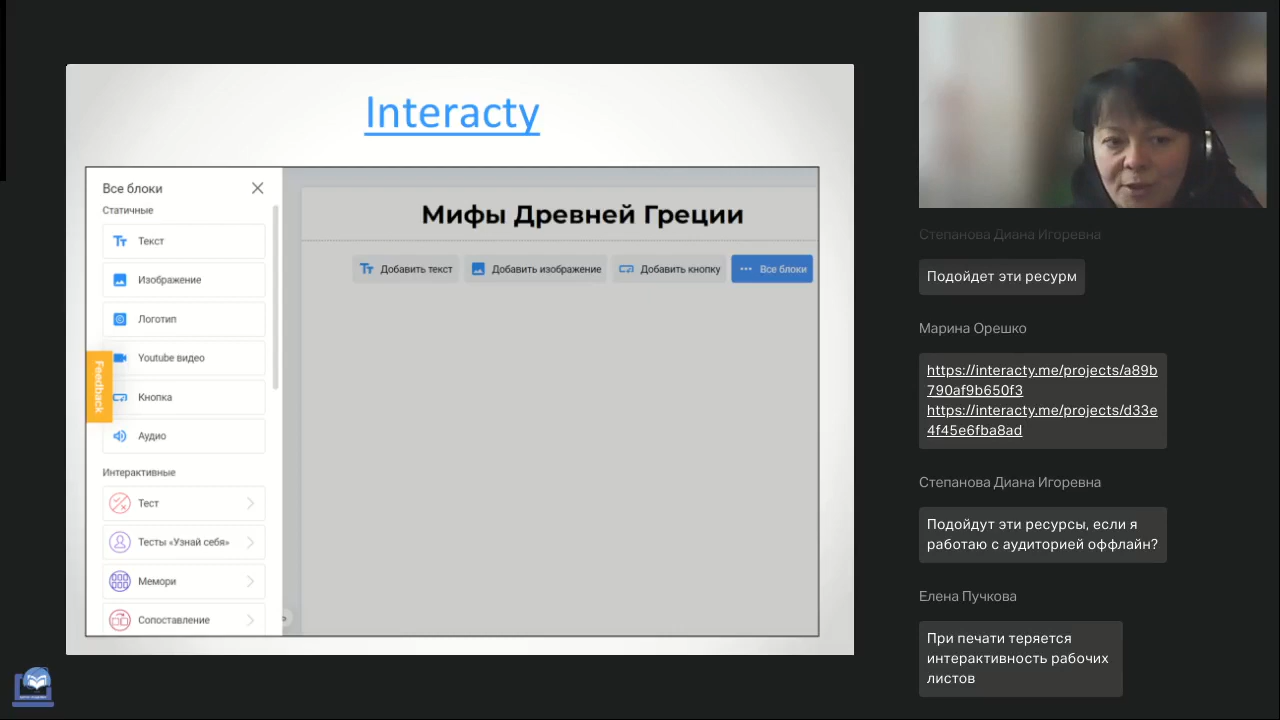 Interacty
Все блоки
Статичные
Текст
Изображение
Логотип
Youtube видео
Кнопка
Аудио
Интерактивные
Тест
Тесты «Узнай себя»
Мемори
Сопоставление
Feedback
Мифы Древней Греции
Добавить текст
Добавить изображение
Добавить кнопку
Все блоки
Степанова Диана Игоревна
Подойдет эти ресурм
Марина Орешко
https://interacty.me/projects/a89b
790af9b650f3
https://interacty.me/projects/d33e
4f45e6fba8ad
Степанова Диана Игоревна
Подойдут эти ресурсы, если я
работаю с аудиторией оффлайн?
Елена Пучкова
При печати теряется
интерактивность рабочих
листов